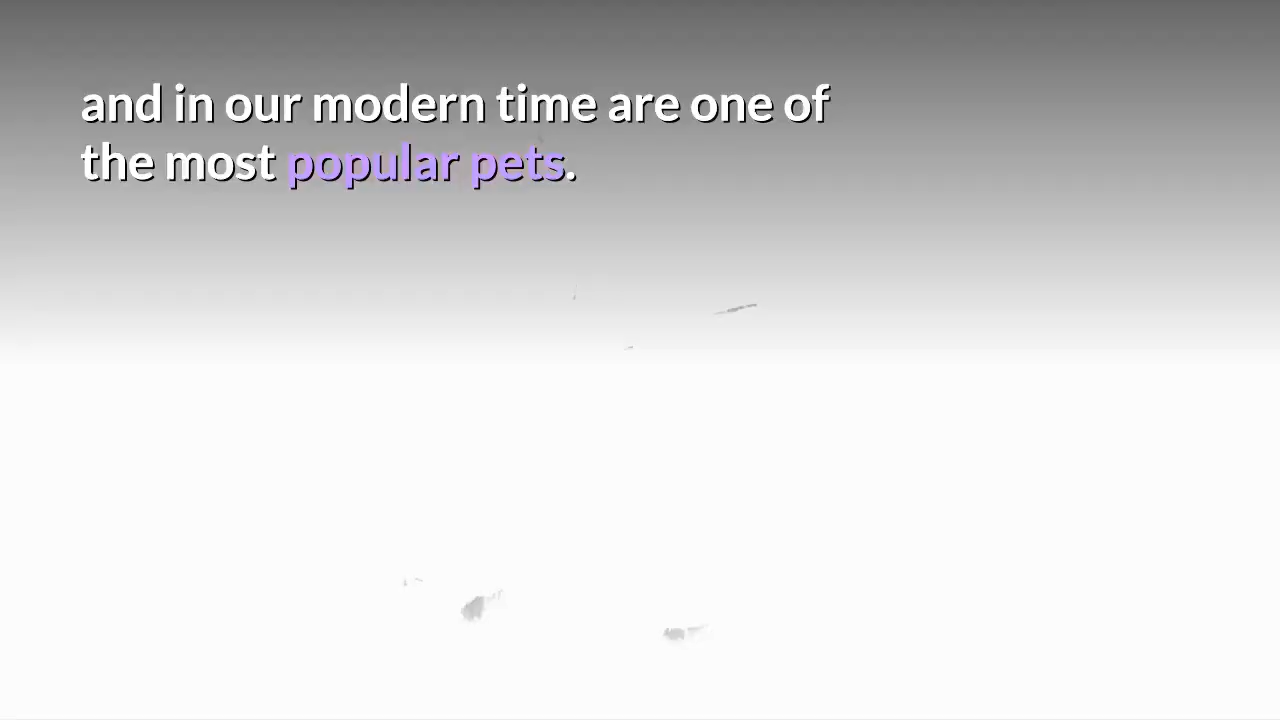 and in our modern time are one of
the most popular pets.